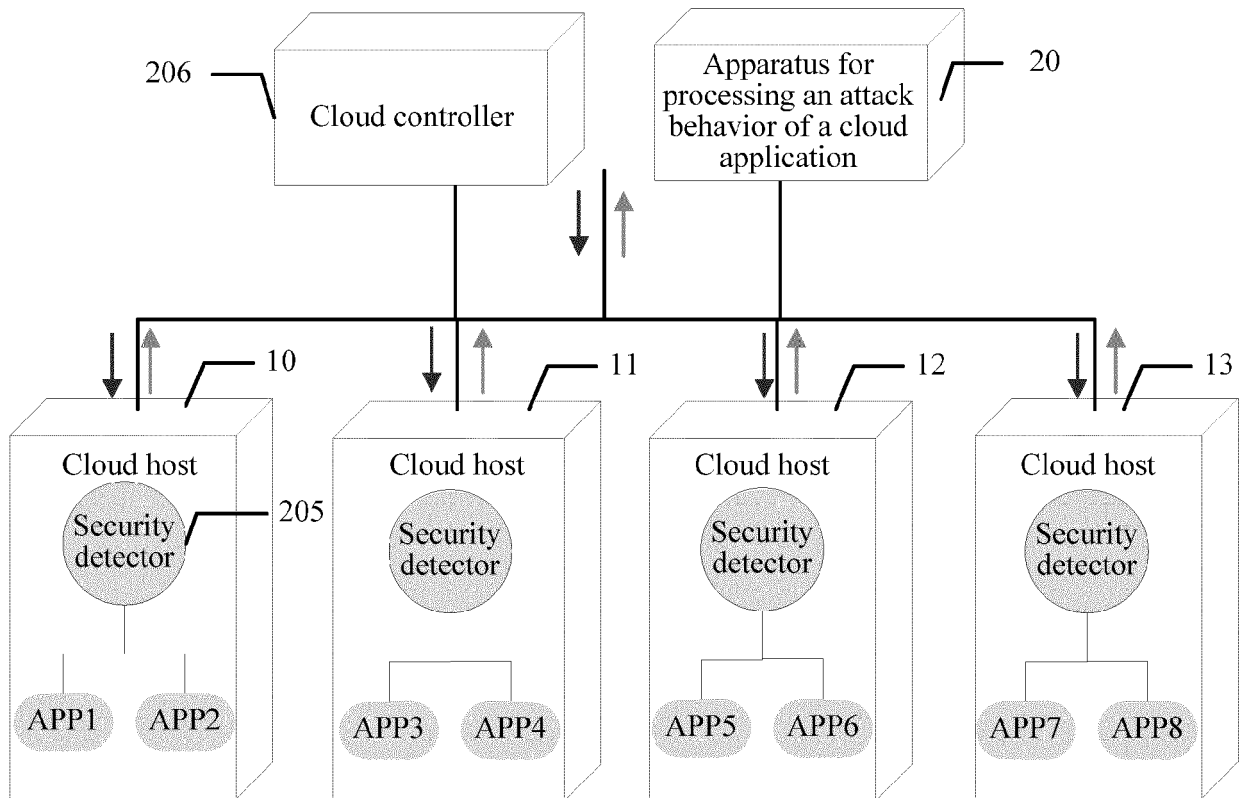 206
Cloud controller
Apparatus for
processing an attack
behavior of a cloud
application
20
10
11
12
13
Cloud host
Security
detector
205
APP1
APP2
Cloud host
Security
detector
APP3
APP4
Cloud host
Security
detector
APP5
APP6
Cloud host
Security
detector
APP7
APP8